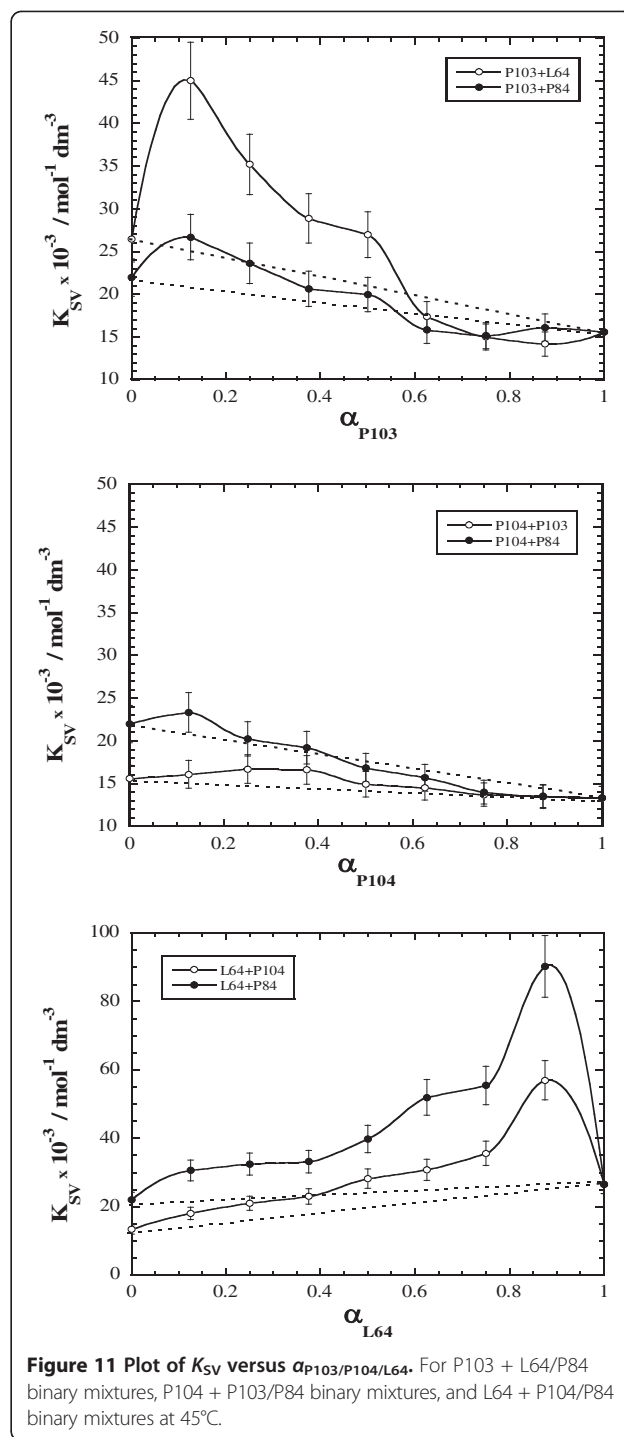 50
45
40
35
30
25
20
15
10
K_SV x 10^-3 / mol^-1 dm^-3
P103+L64
P103+P84
0 0.2 0.4 0.6 0.8 1
α_P103
50
45
40
35
30
25
20
15
10
K_SV x 10^-3 / mol^-1 dm^-3
P104+P103
P104+P84
0 0.2 0.4 0.6 0.8 1
α_P104
100
80
60
40
20
0
K_SV x 10^-3 / mol^-1 dm^-3
L64+P104
L64+P84
0 0.2 0.4 0.6 0.8 1
α_L64
Figure 11 Plot of K_SV versus α_P103/P104/L64. For P103 + L64/P84
binary mixtures, P104 + P103/P84 binary mixtures, and L64 + P104/P84
binary mixtures at 45°C.